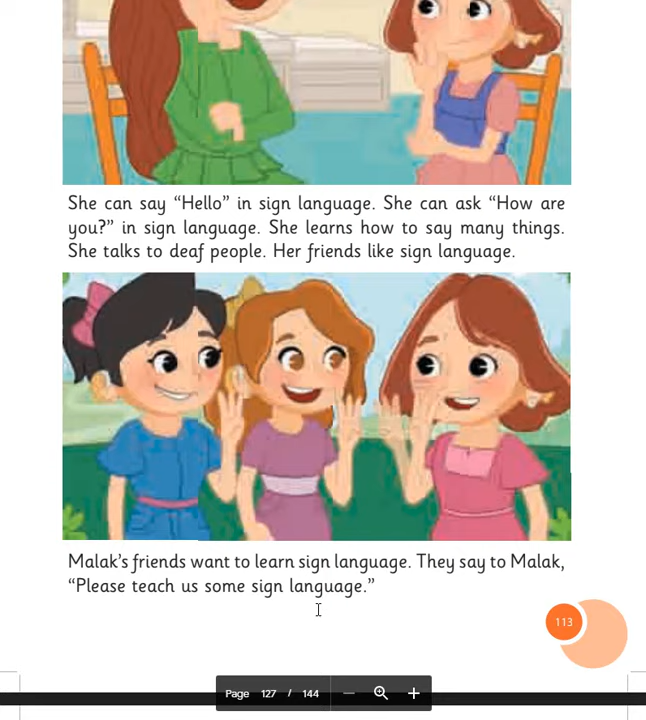 She can say “Hello” in sign language. She can ask “How are
you?” in sign language. She learns how to say many things.
She talks to deaf people. Her friends like sign language.
Malak’s friends want to learn sign language. They say to Malak,
“Please teach us some sign language.”
113
Page 127 / 144